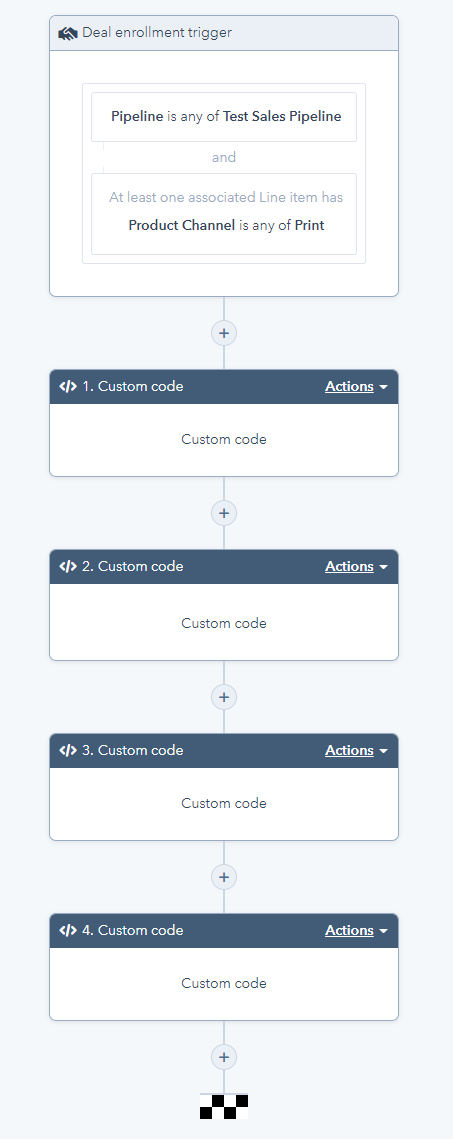 Deal enrollment trigger
Pipeline is any of Test Sales Pipeline
and
At least one associated Line item has
Product Channel is any of Print
1. Custom code Actions
Custom code
2. Custom code Actions
Custom code
3. Custom code Actions
Custom code
4. Custom code Actions
Custom code